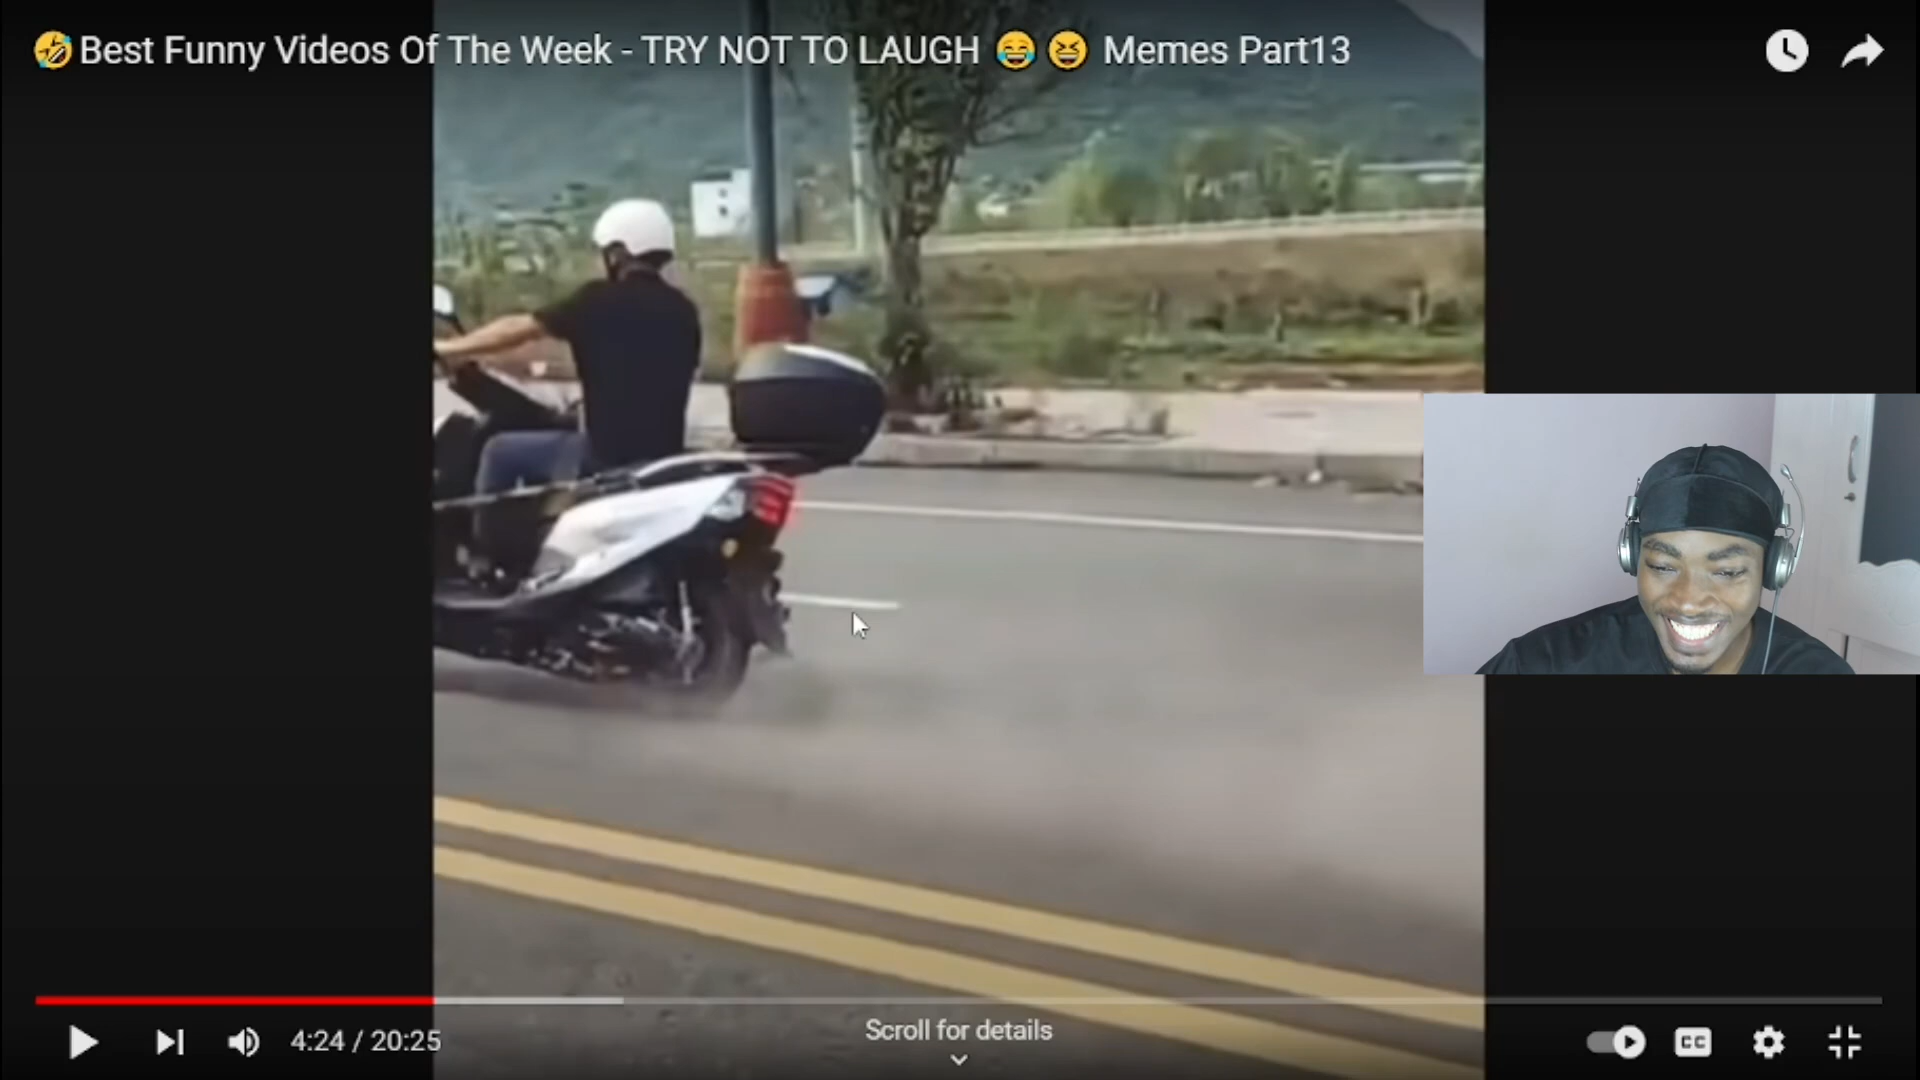 🤣Best Funny Videos Of The Week - TRY NOT TO LAUGH 😂 😆 Memes Part13
4:24 / 20:25
Scroll for details
CC